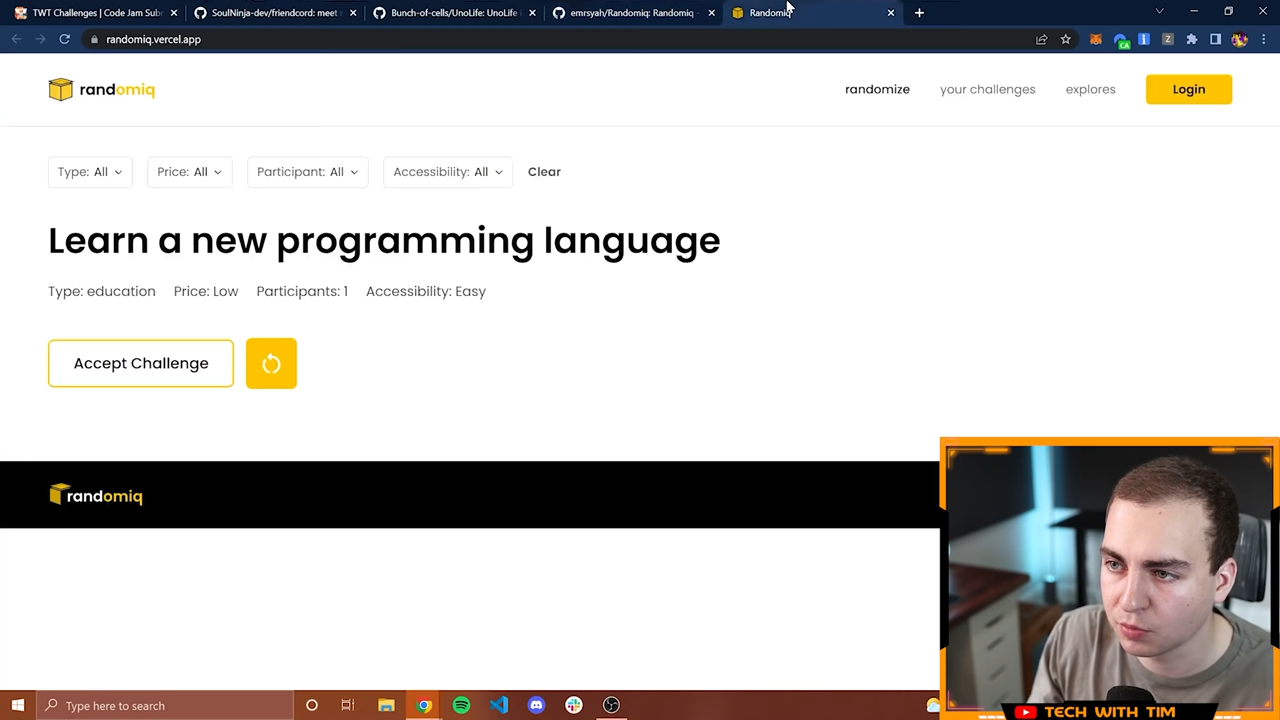 TWT Challenges | Code Jam Subr
SoulNinja-dev/friendcord: meet
Bunch-of-cells/UnoLife: UnoLife
emrsyah/Randomiq: Randomiq -
Randomiq
randomiq.vercel.app
randomiq
randomize
your challenges
explores
Login
Type: All
Price: All
Participant: All
Accessibility: All
Clear
Learn a new programming language
Type: education
Price: Low
Participants: 1
Accessibility: Easy
Accept Challenge
randomiq
Type here to search
TECH WITH TIM